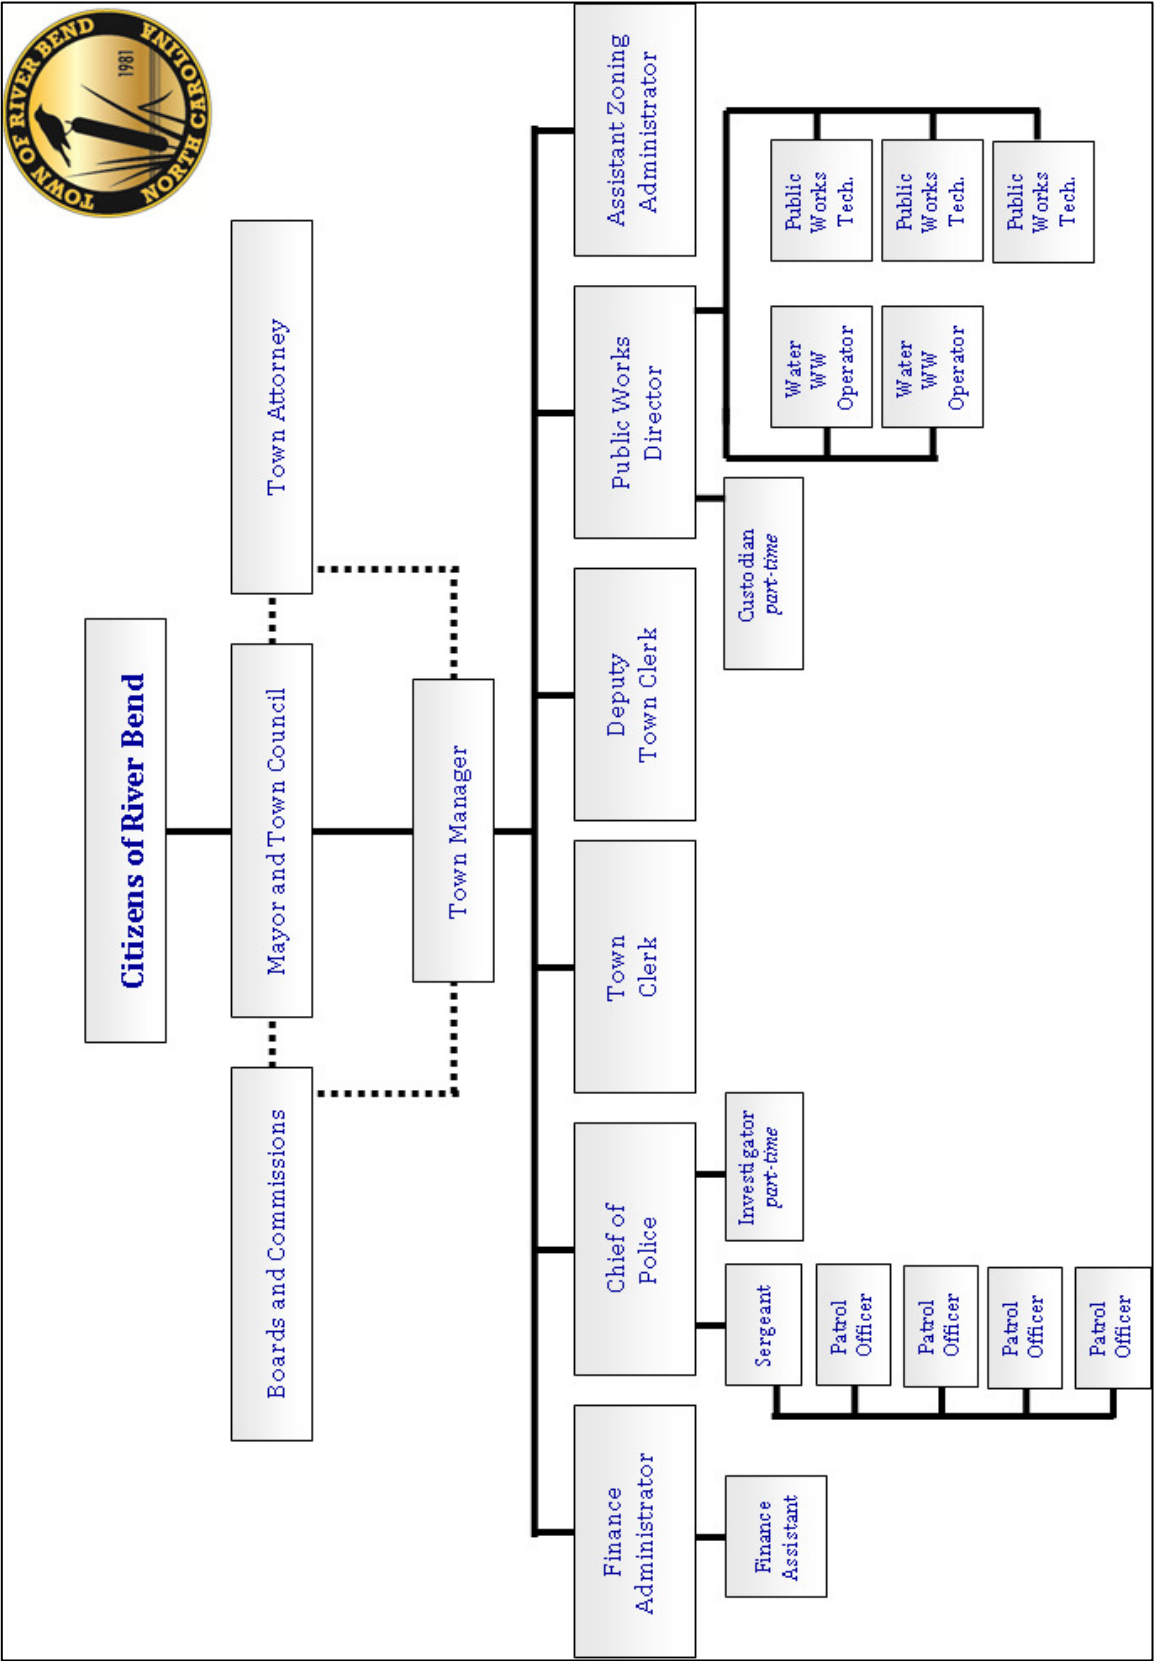 TOWN OF RIVER BEND
1981
NORTH CAROLINA
Citizens of River Bend
Boards and Commissions
Mayor and Town Council
Town Attorney
Town Manager
Finance
Administrator
Chief of
Police
Town
Clerk
Deputy
Town Clerk
Public Works
Director
Assistant Zoning
Administrator
Finance
Assistant
Sergeant
Patrol
Officer
Patrol
Officer
Patrol
Officer
Patrol
Officer
Investigator
part-time
Custodian
part-time
Water
WW
Operator
Water
WW
Operator
Public
Works
Tech.
Public
Works
Tech.
Public
Works
Tech.